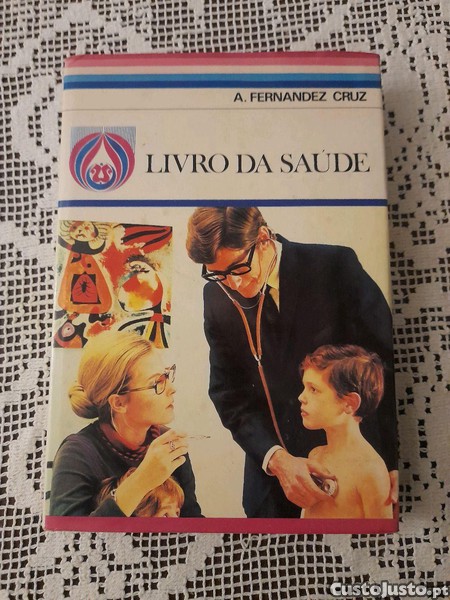 A. FERNANDEZ CRUZ
LIVRO DA SAÚDE
CustoJusto.pt